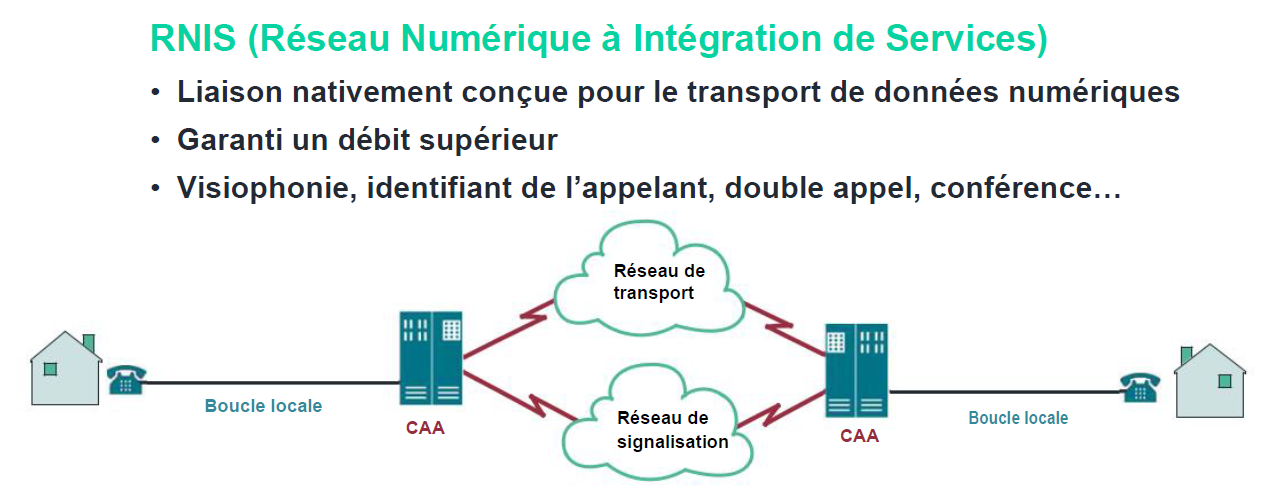 RNIS (Réseau Numérique à Intégration de Services)
• Liaison nativement conçue pour le transport de données numériques
• Garanti un débit supérieur
• Visiophonie, identifiant de l’appelant, double appel, conférence…
Réseau de
transport
Boucle locale
CAA
Réseau de
signalisation
CAA
Boucle locale